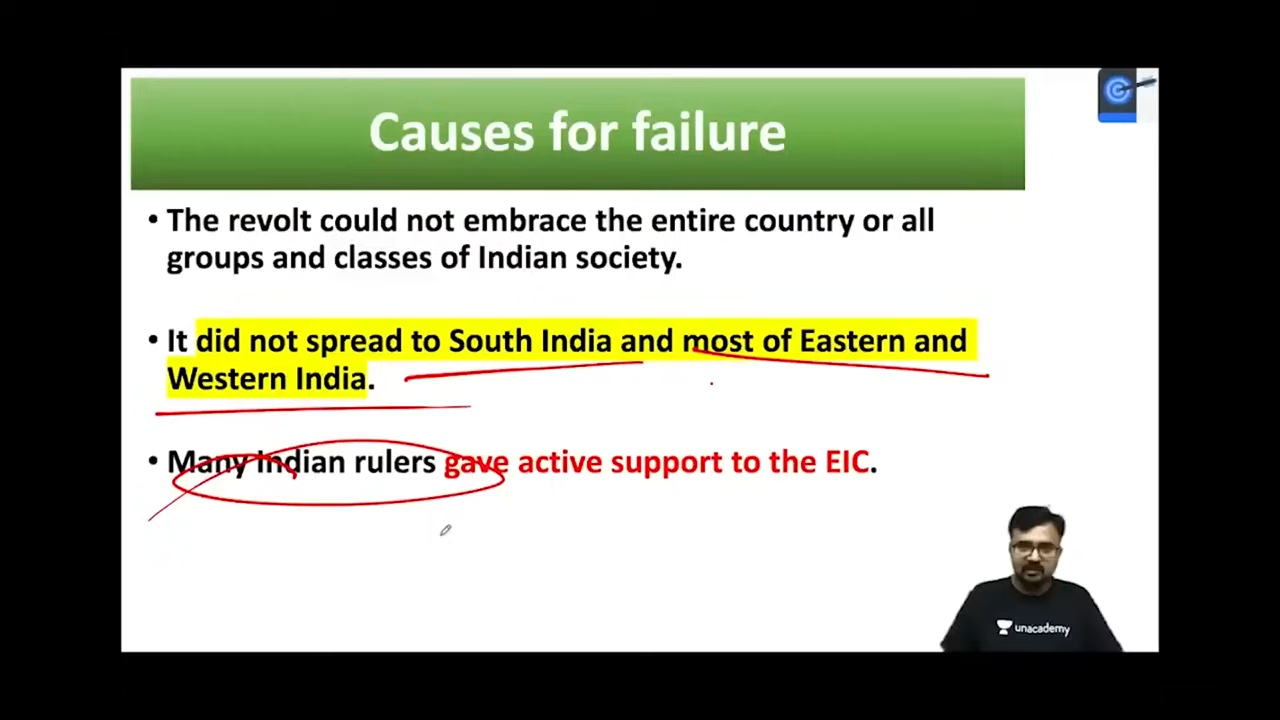 Causes for failure
• The revolt could not embrace the entire country or all
groups and classes of Indian society.
• It did not spread to South India and most of Eastern and
Western India.
• Many Indian rulers gave active support to the EIC.
unacademy